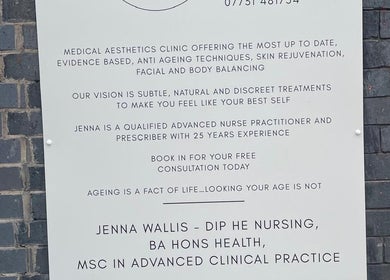 MEDICAL AESTHETICS CLINIC OFFERING THE MOST UP TO DATE,
EVIDENCE BASED, ANTI AGEING TECHNIQUES, SKIN REJUVENATION,
FACIAL AND BODY BALANCING
OUR VISION IS SUBTLE, NATURAL AND DISCREET TREATMENTS
TO MAKE YOU FEEL LIKE YOUR BEST SELF
JENNA IS A QUALIFIED ADVANCED NURSE PRACTITIONER AND
PRESCRIBER WITH 25 YEARS EXPERIENCE
BOOK IN FOR YOUR FREE
CONSULTATION TODAY
AGEING IS A FACT OF LIFE...LOOKING YOUR AGE IS NOT
JENNA WALLIS - DIP HE NURSING,
BA HONS HEALTH,
MSC IN ADVANCED CLINICAL PRACTICE